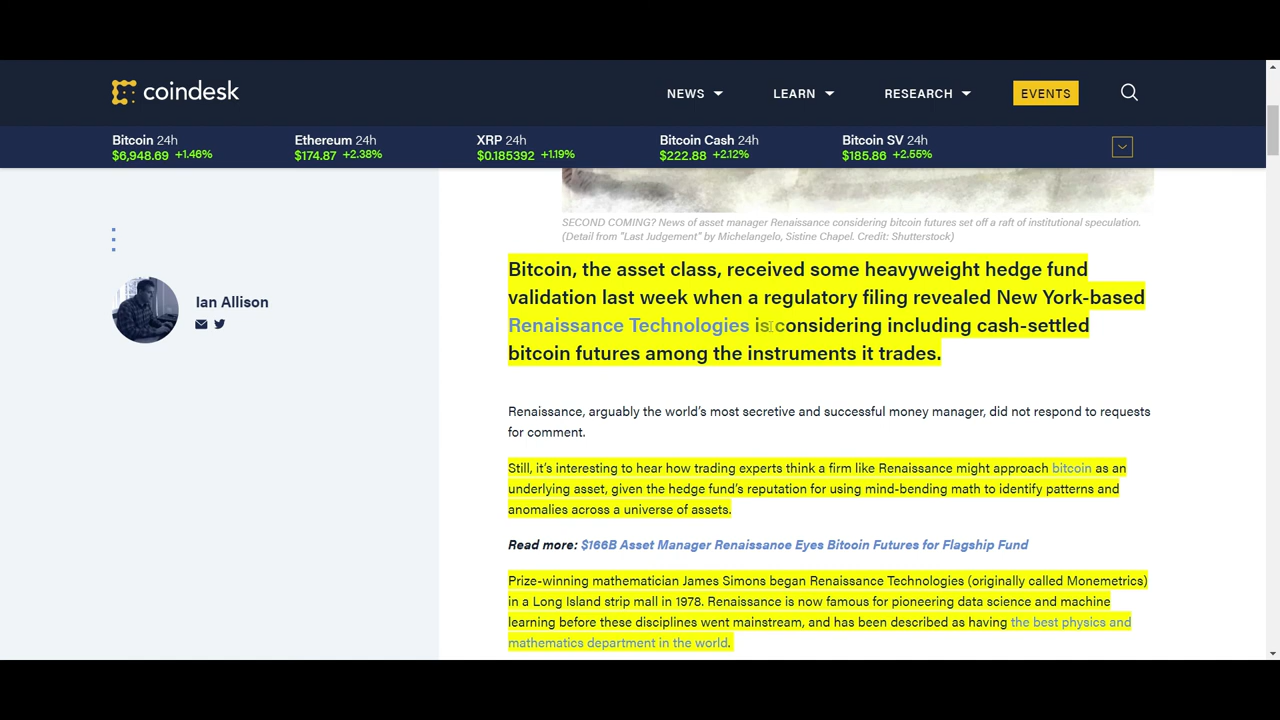 coindesk
NEWS LEARN RESEARCH EVENTS
Bitcoin 24h Ethereum 24h XRP 24h Bitcoin Cash 24h Bitcoin SV 24h
$6,948.69 +1.46% $174.87 +2.38% $0.185392 +1.19% $222.88 +2.12% $185.86 +2.55%
SECOND COMING? News of asset manager Renaissance considering bitcoin futures set off a raft of institutional speculation.
(Detail from "Last Judgement" by Michelangelo, Sistine Chapel. Credit: Shutterstock)
Ian Allison
Bitcoin, the asset class, received some heavyweight hedge fund
validation last week when a regulatory filing revealed New York-based
Renaissance Technologies is considering including cash-settled
bitcoin futures among the instruments it trades.
Renaissance, arguably the world's most secretive and successful money manager, did not respond to requests
for comment.
Still, it's interesting to hear how trading experts think a firm like Renaissance might approach bitcoin as an
underlying asset, given the hedge fund's reputation for using mind-bending math to identify patterns and
anomalies across a universe of assets.
Read more: $166B Asset Manager Renaissance Eyes Bitcoin Futures for Flagship Fund
Prize-winning mathematician James Simons began Renaissance Technologies (originally called Monemetrics)
in a Long Island strip mall in 1978. Renaissance is now famous for pioneering data science and machine
learning before these disciplines went mainstream, and has been described as having the best physics and
mathematics department in the world.